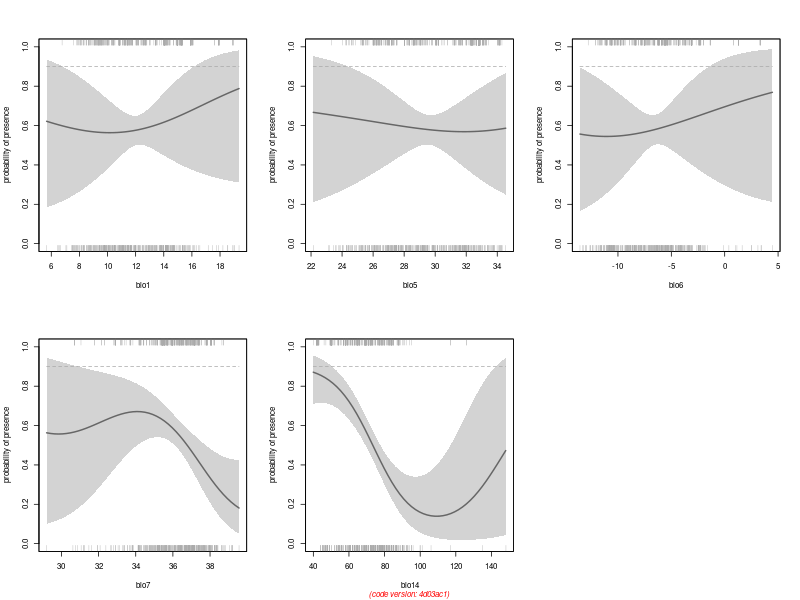 probability of presence
0.0 0.2 0.4 0.6 0.8 1.0
6 8 10 12 14 16 18
bio1
probability of presence
0.0 0.2 0.4 0.6 0.8 1.0
22 24 26 28 30 32 34
bio5
probability of presence
0.0 0.2 0.4 0.6 0.8 1.0
-10 -5 0 5
bio6
probability of presence
0.0 0.2 0.4 0.6 0.8 1.0
30 32 34 36 38
bio7
probability of presence
0.0 0.2 0.4 0.6 0.8 1.0
40 60 80 100 120 140
bio14
(code version: 4d03ac1)